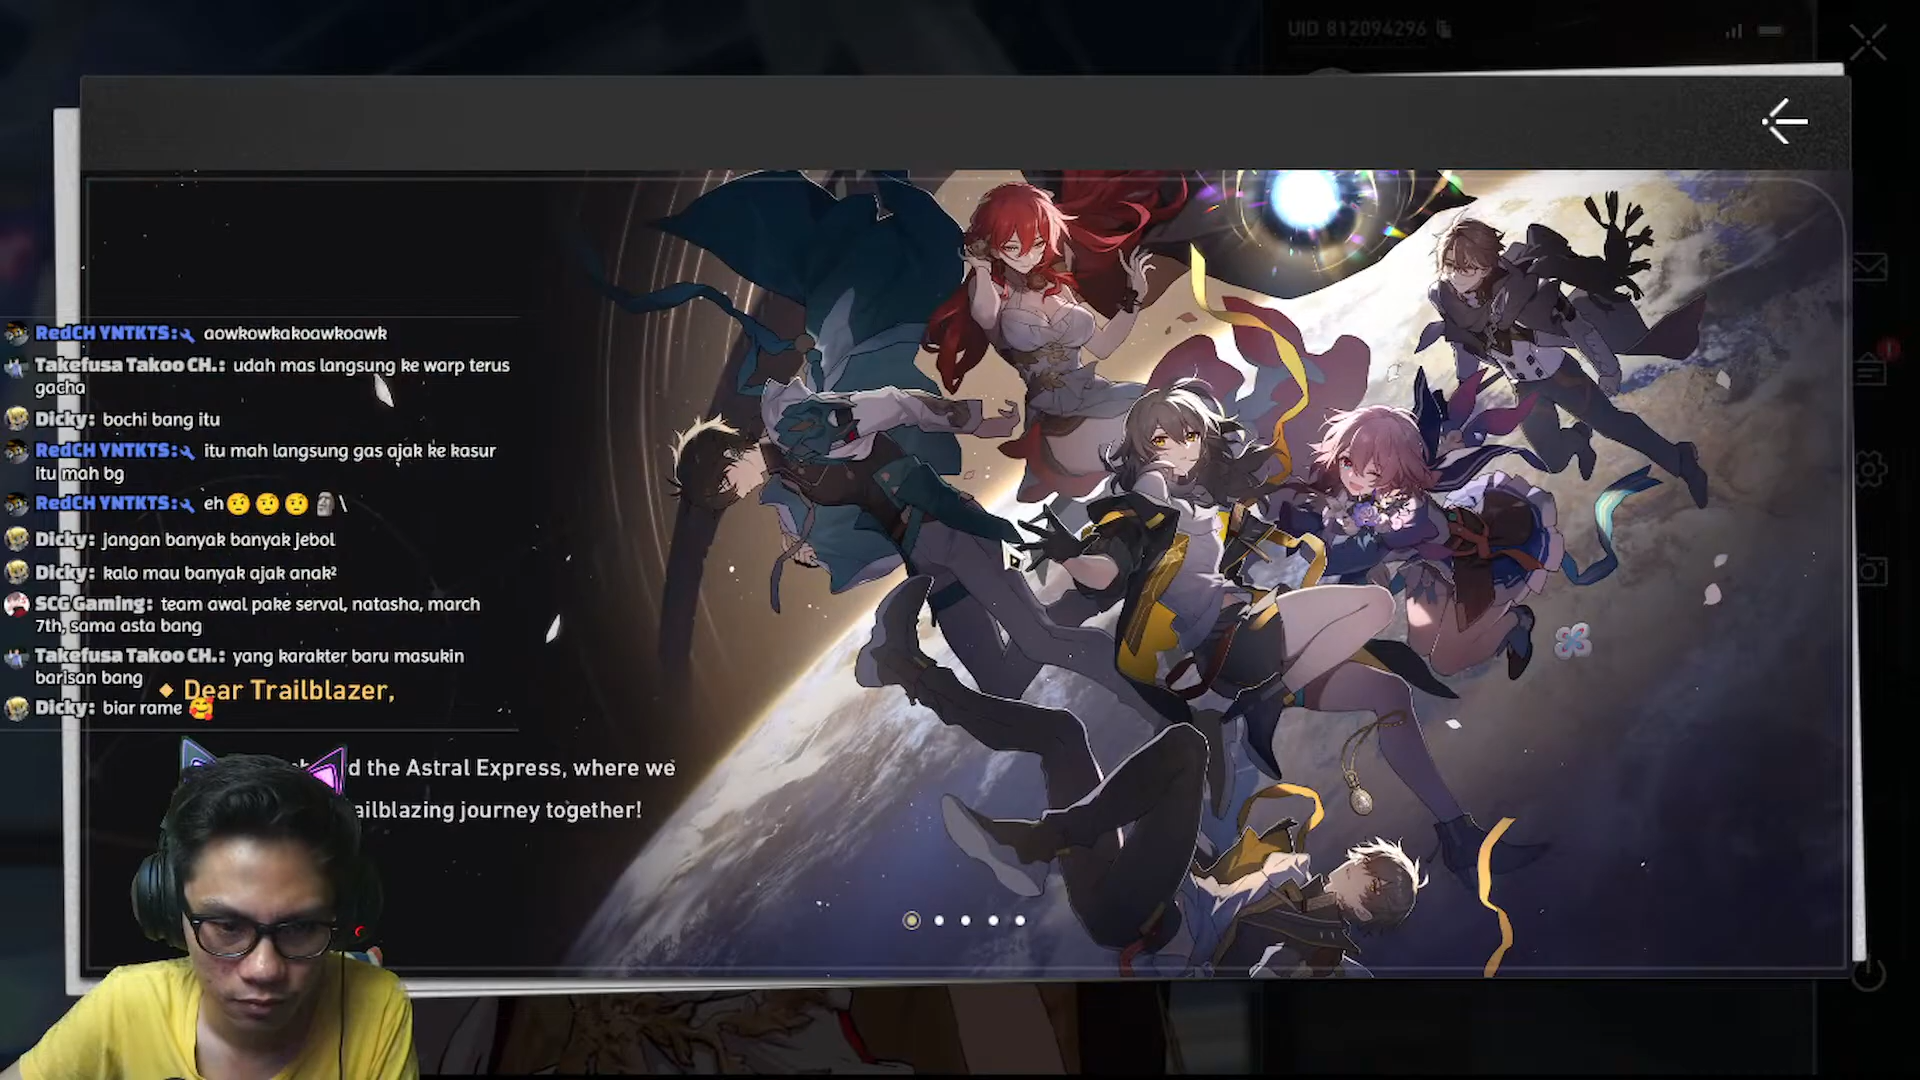 UID 812094296
RedCH YNTKTS: aowkowkakoawkoawk
Takefusa Takoo CH.: udah mas langsung ke warp terus
gacha
Dicky: bochi bang itu
RedCH YNTKTS: itu mah langsung gas ajak ke kasur
itu mah bg
RedCH YNTKTS: eh🤨🤨🤨🗿\
Dicky: jangan banyak banyak jebol
Dicky: kalo mau banyak ajak anak²
SCG Gaming: team awal pake serval, natasha, march
7th, sama asta bang
Takefusa Takoo CH.: yang karakter baru masukin
barisan bang
Dear Trailblazer,
Dicky: biar rame 🥰
d the Astral Express, where we
ailblazing journey together!